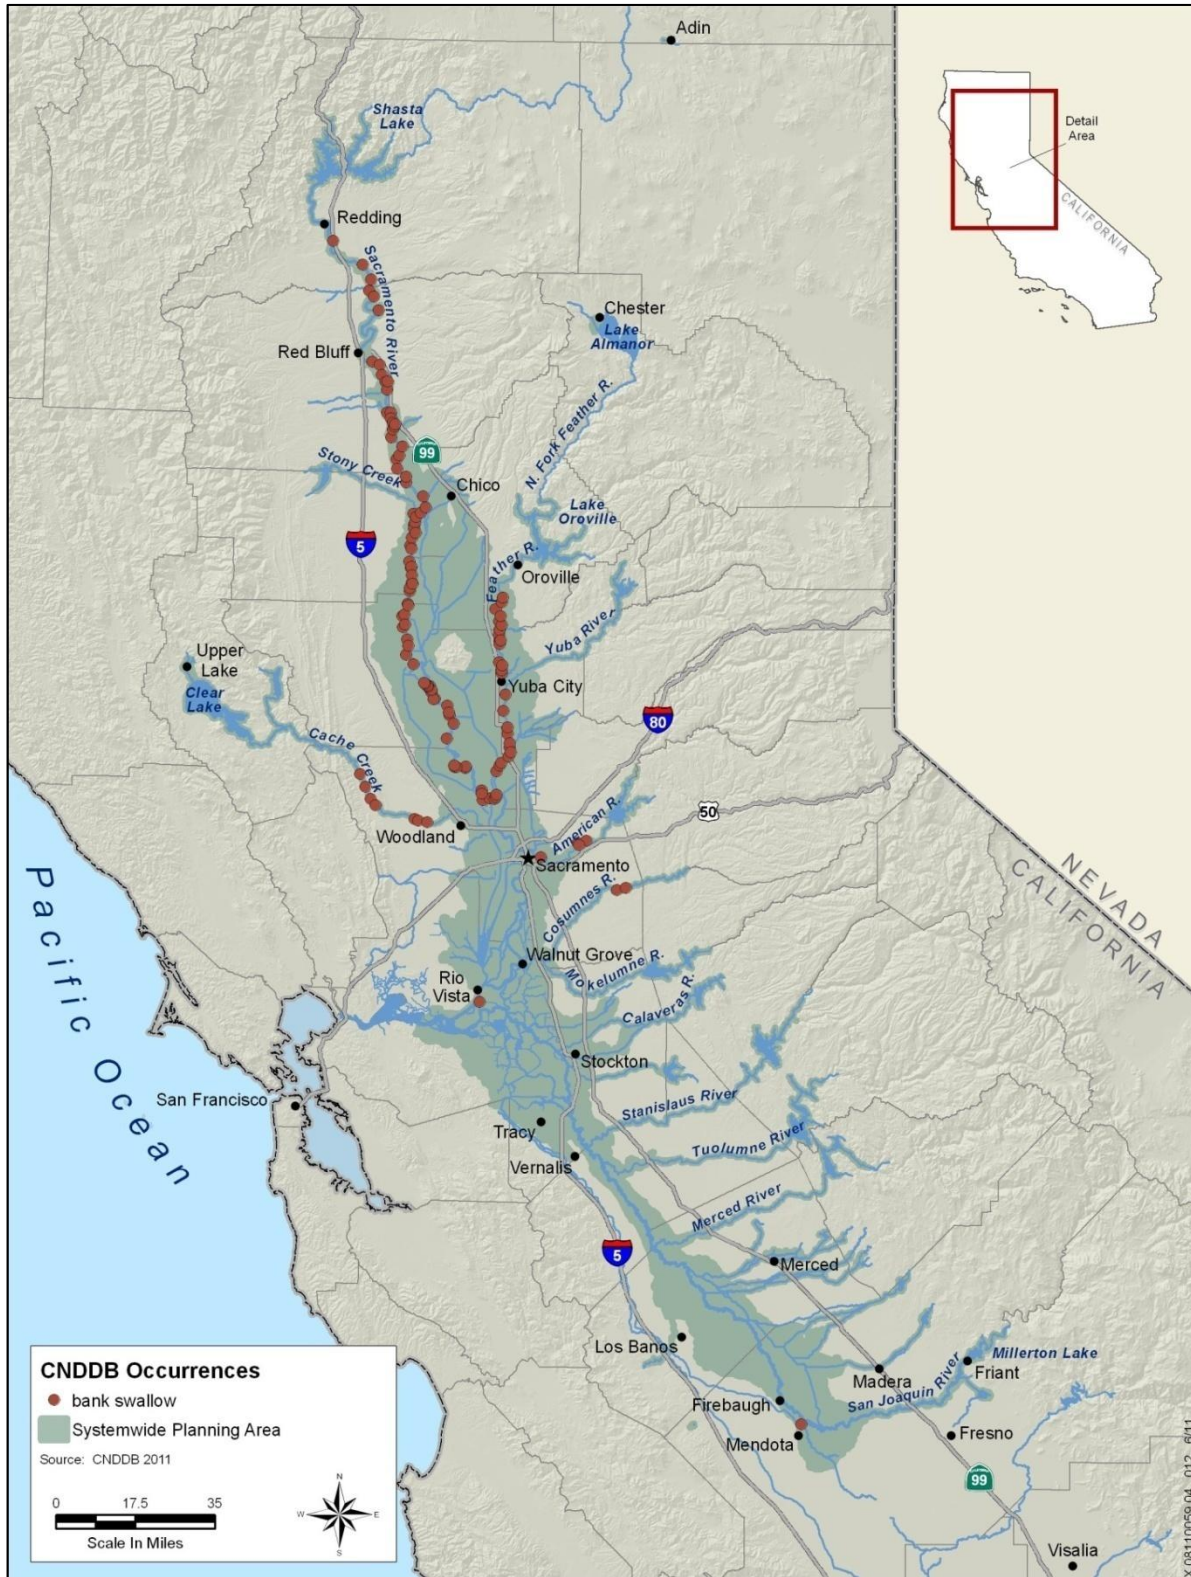 Adin
Shasta
Lake
Detail
Area
CALIFORNIA
Redding
Sacramento River
Chester
Lake
Almanor
Red Bluff
N. Fork Feather R.
99
Stony Creek
Chico
Lake
Oroville
5
Feather R.
Oroville
Yuba River
Upper
Lake
Clear
Lake
Yuba City
80
Cache Creek
50
American R.
Woodland
Sacramento
NEVADA
CALIFORNIA
Cosumnes R.
Pacific Ocean
Walnut Grove
Mokelumne R.
Rio
Vista
Calaveras R.
Stockton
San Francisco
Stanislaus River
Tracy
Tuolumne River
Vernalis
Merced River
5
Merced
Los Banos
Millerton Lake
Friant
Madera
San Joaquin River
Firebaugh
Mendota
Fresno
99
Visalia
CNDDB Occurrences
bank swallow
Systemwide Planning Area
Source: CNDDB 2011
0 17.5 35
Scale In Miles
N
W E
S
X 08110059.04 012 6/11